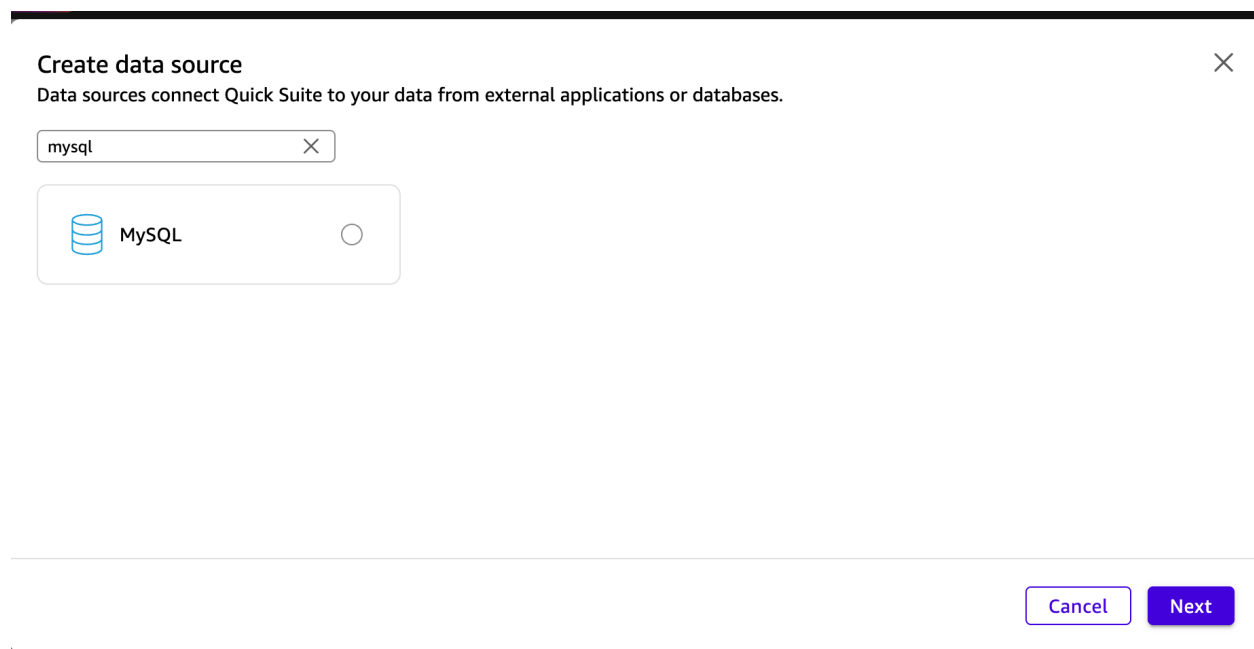 Create data source
Data sources connect Quick Suite to your data from external applications or databases.
mysql
MySQL
Cancel
Next